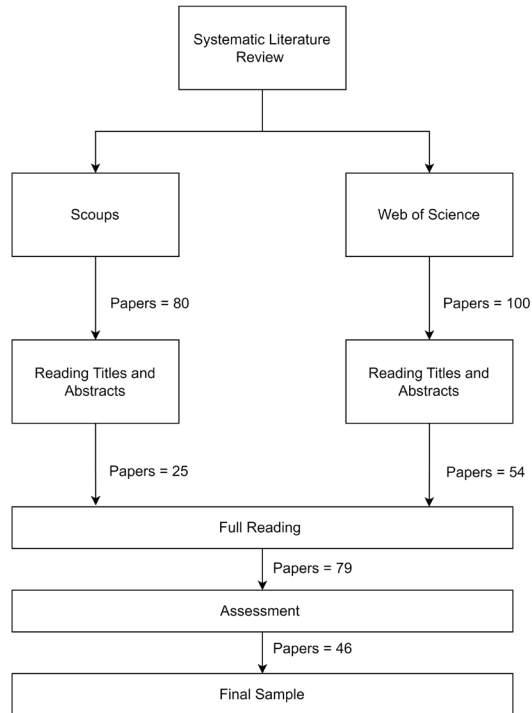 Systematic Literature
Review
Scoups
Web of Science
Papers = 80
Papers = 100
Reading Titles and
Abstracts
Reading Titles and
Abstracts
Papers = 25
Papers = 54
Full Reading
Papers = 79
Assessment
Papers = 46
Final Sample